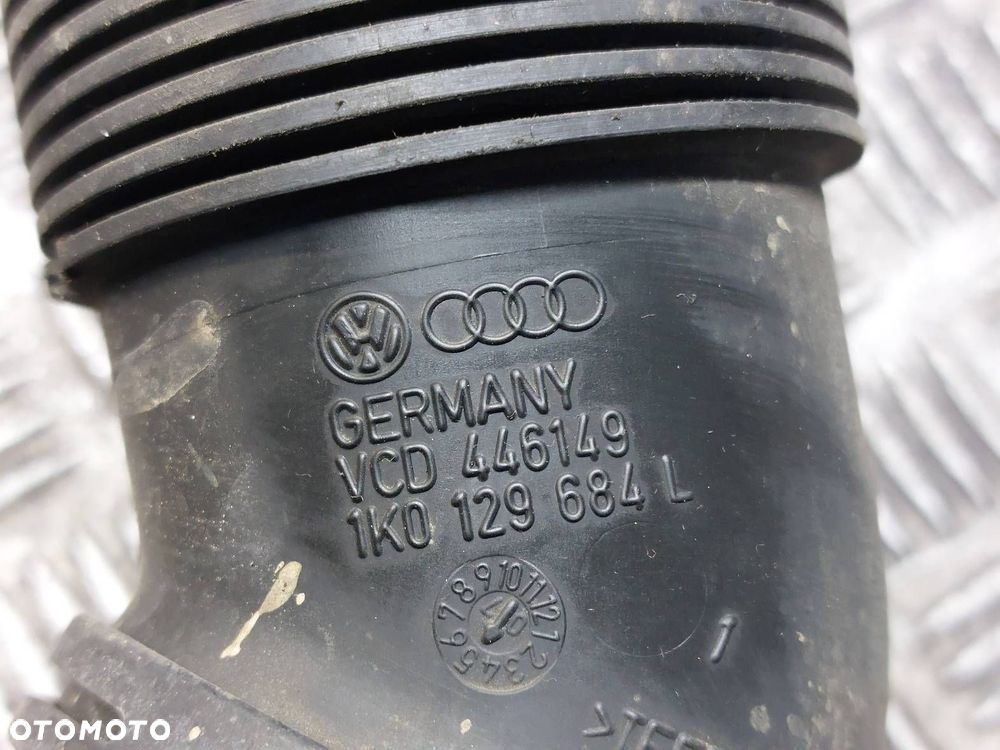 GERMANY
VCD 446149
1K0 129 684 L
1 2 3 4 5 6 7 8 9 10 11 12
1
OTOMOTO